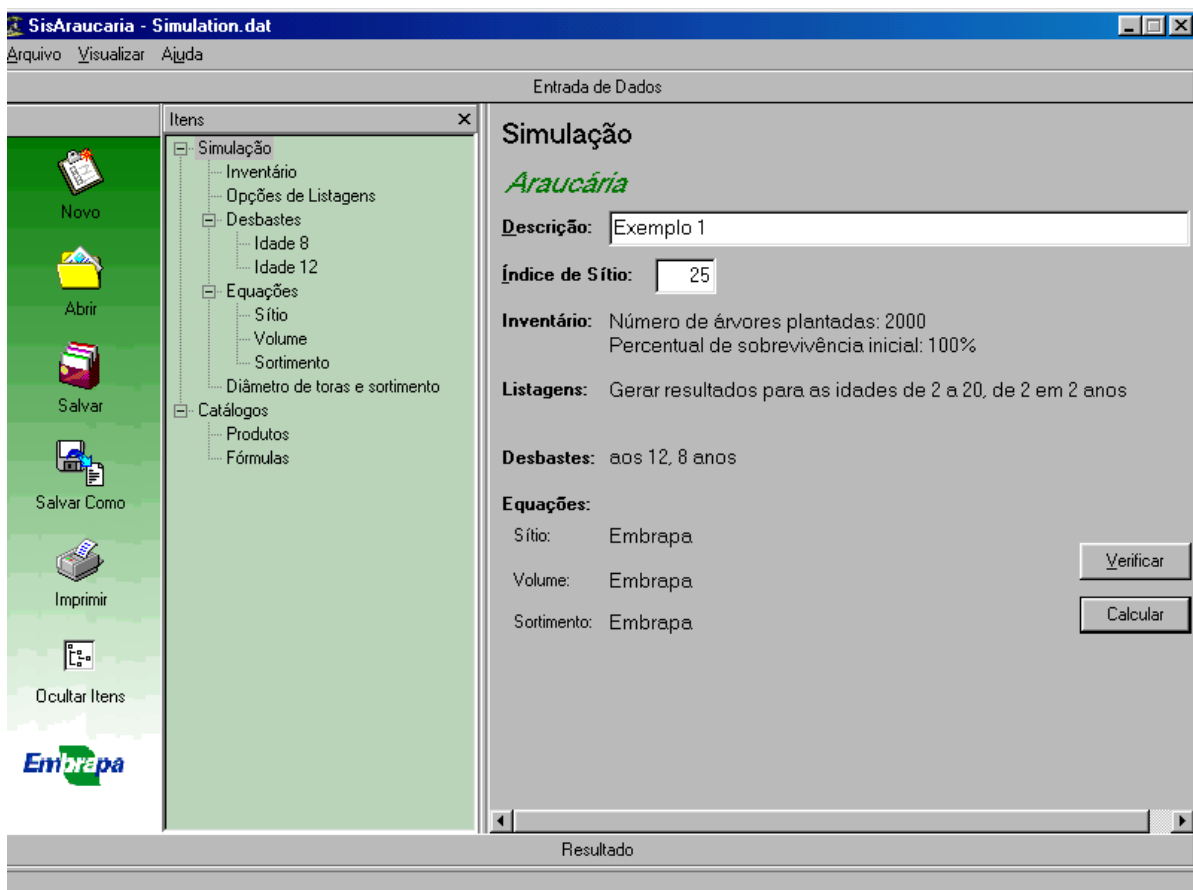 SisAraucaria - Simulation.dat
Arquivo Visualizar Ajuda
Entrada de Dados
Novo
Abrir
Salvar
Salvar Como
Imprimir
Ocultar Itens
Embrapa
Itens
Simulação
Inventário
Opções de Listagens
Desbastes
Idade 8
Idade 12
Equações
Sítio
Volume
Sortimento
Diâmetro de toras e sortimento
Catálogos
Produtos
Fórmulas
Simulação
Araucária
Descrição: Exemplo 1
Índice de Sítio: 25
Inventário: Número de árvores plantadas: 2000
Percentual de sobrevivência inicial: 100%
Listagens: Gerar resultados para as idades de 2 a 20, de 2 em 2 anos
Desbastes: aos 12, 8 anos
Equações:
Sítio: Embrapa
Volume: Embrapa
Sortimento: Embrapa
Verificar
Calcular
Resultado